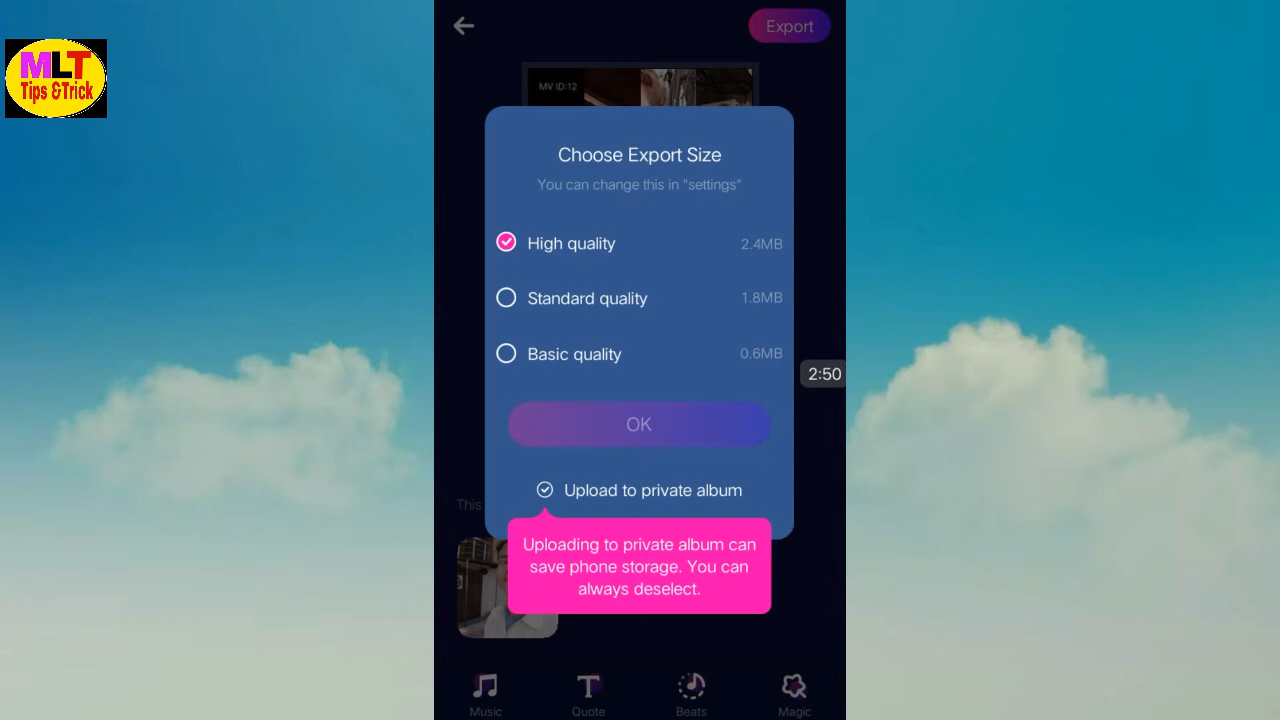 MLT
Tips &Trick
Export
MV ID:12
Choose Export Size
You can change this in "settings"
High quality 2.4MB
Standard quality 1.8MB
Basic quality 0.6MB
2:50
OK
Upload to private album
This
Uploading to private album can
save phone storage. You can
always deselect.
Music Quote Beats Magic